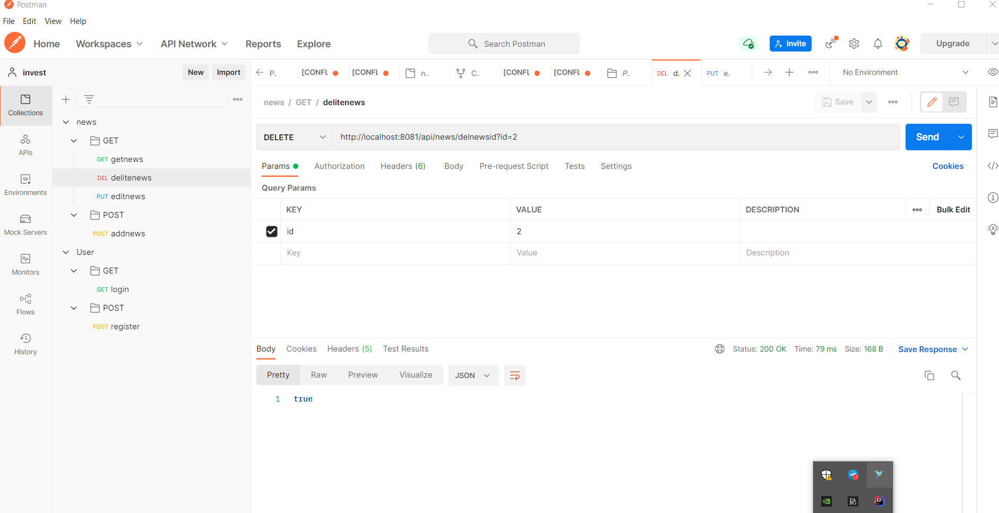 Postman
File Edit View Help
Home Workspaces API Network Reports Explore Search Postman Invite Upgrade
invest New Import
P.. [CONFL [CONFL n.. C. [CONFL [CONFL P.. DEL d. PUT e. No Environment
Collections
APIs
Environments
Mock Servers
Monitors
Flows
History
news
GET
GET getnews
DEL delitenews
PUT editnews
POST
POST addnews
User
GET
GET login
POST
POST register
news / GET / delitenews Save
DELETE http://localhost:8081/api/news/delnewsid?id=2 Send
Params Authorization Headers (6) Body Pre-request Script Tests Settings Cookies
Query Params
KEY VALUE DESCRIPTION Bulk Edit
id 2
Key Value Description
Body Cookies Headers (5) Test Results Status: 200 OK Time: 79 ms Size: 168 B Save Response
Pretty Raw Preview Visualize JSON
1 true